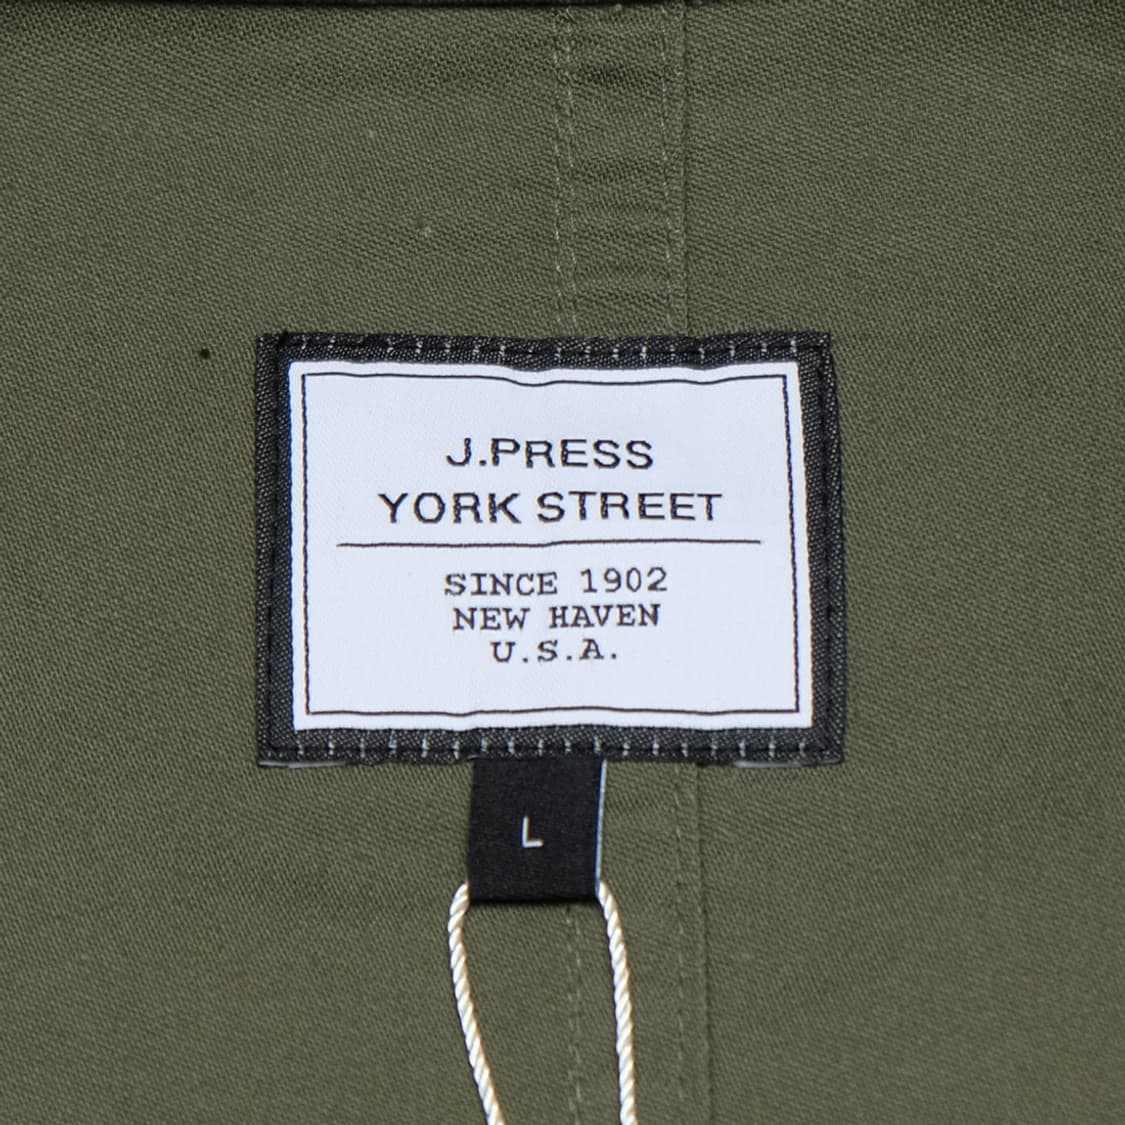 J.PRESS
YORK STREET
SINCE 1902
NEW HAVEN
U.S.A.
L